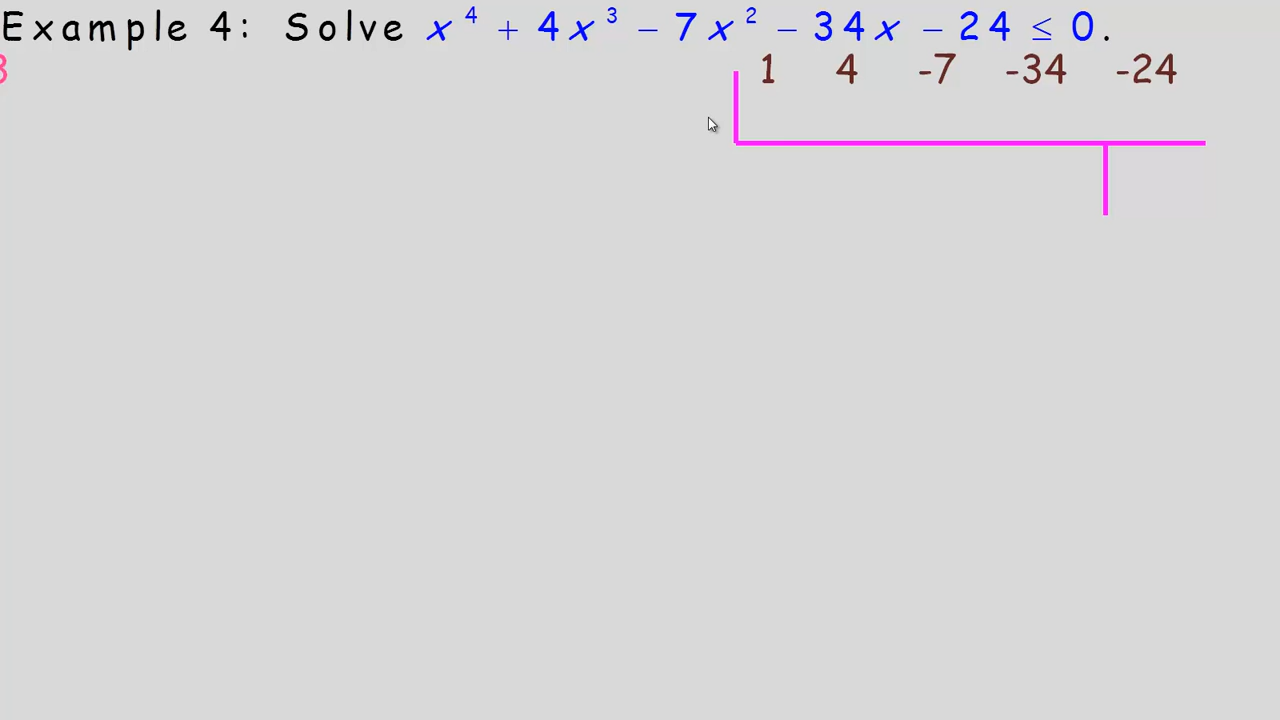 Example 4: Solve x⁴ + 4x³ − 7x² − 34x − 24 ≤ 0.
1 4 -7 -34 -24